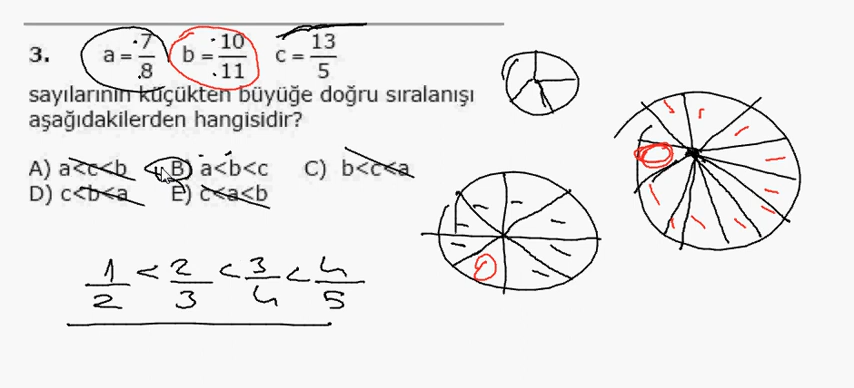 3. a = 7/8 b = 10/11 c = 13/5
sayılarının küçükten büyüğe doğru sıralanışı
aşağıdakilerden hangisidir?
A) a<c<b B) a<b<c C) b<c<a
D) c<b<a E) c<a<b
1/2 < 2/3 < 3/4 < 4/5